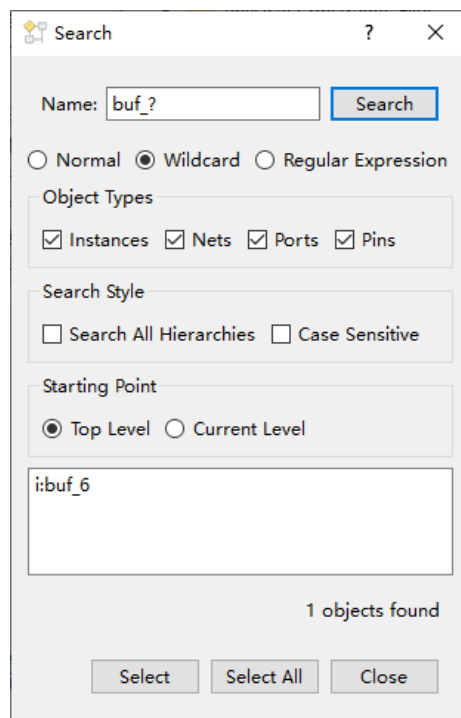 Search ? ×
Name: buf_? Search
Normal Wildcard Regular Expression
Object Types
Instances Nets Ports Pins
Search Style
Search All Hierarchies Case Sensitive
Starting Point
Top Level Current Level
i:buf_6
1 objects found
Select Select All Close